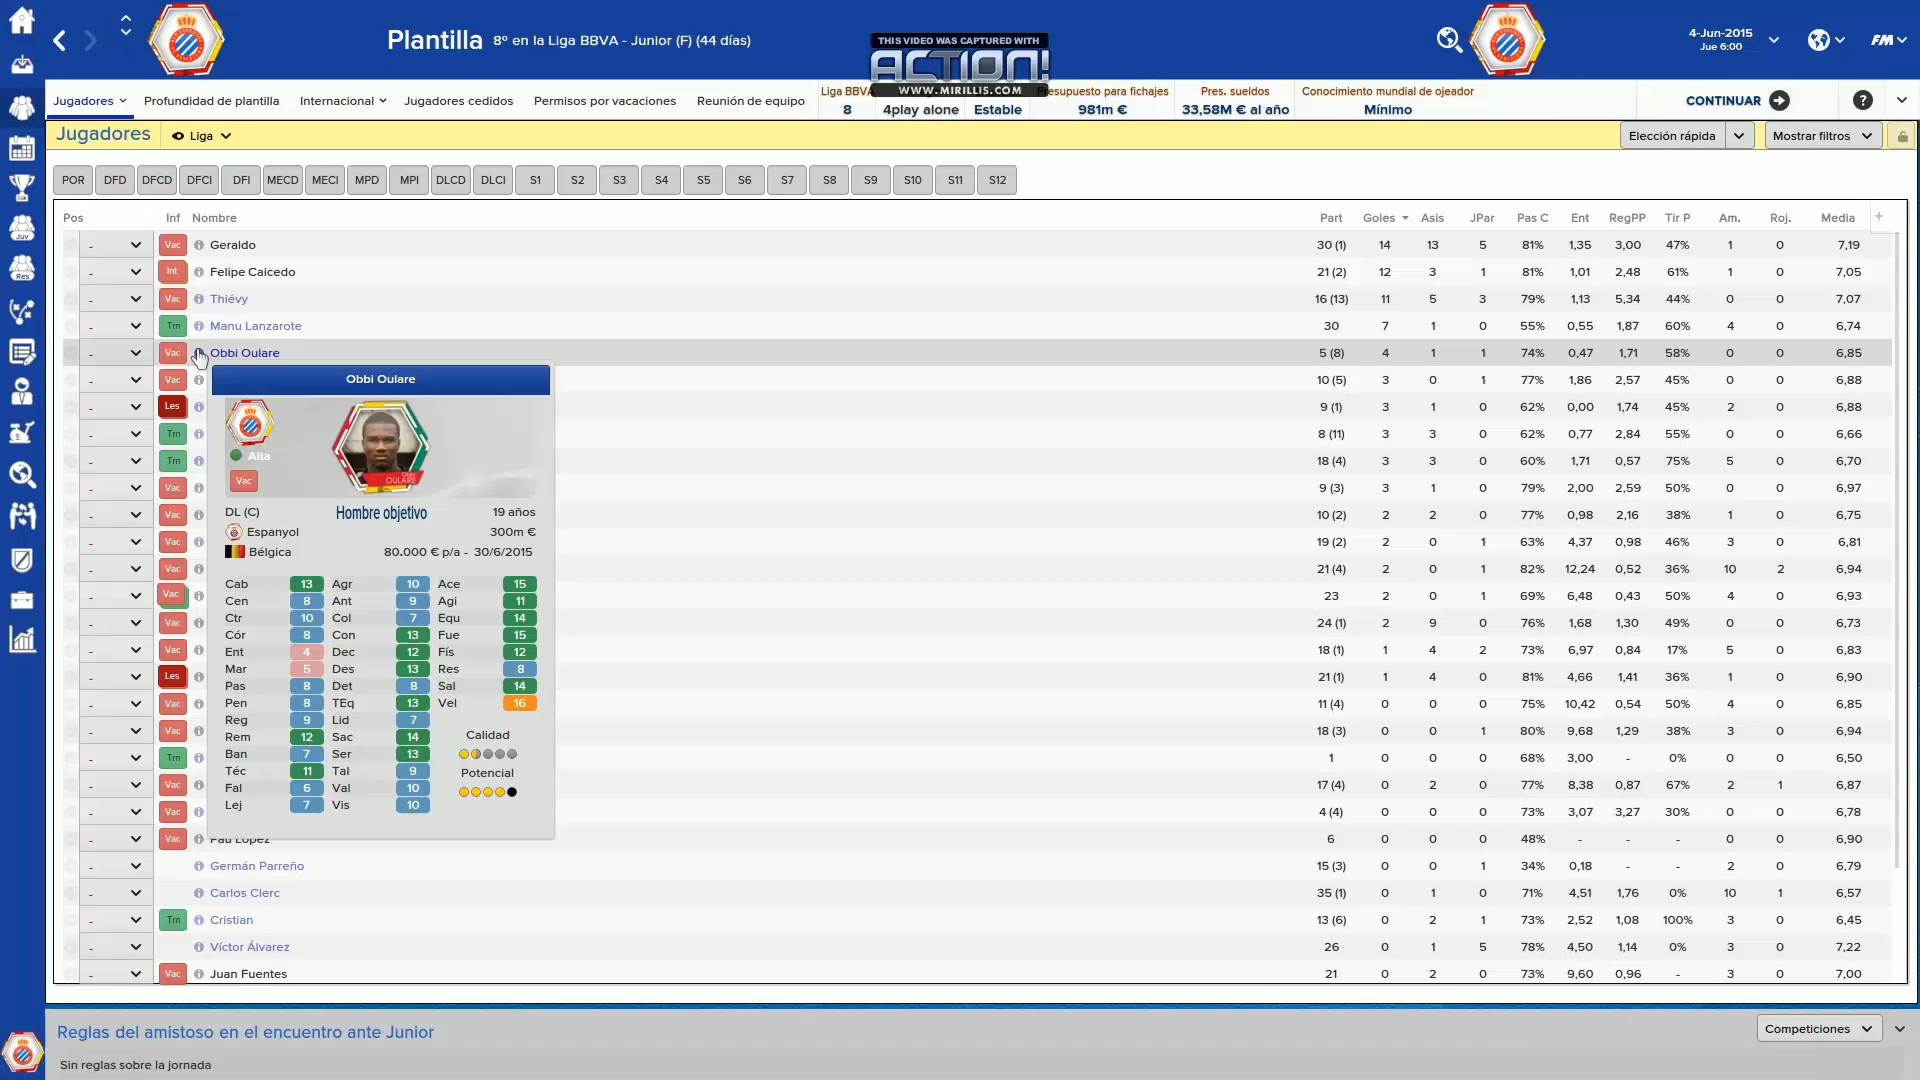 Plantilla 8º en la Liga BBVA - Junior (F) (44 días)
THIS VIDEO WAS CAPTURED WITH
ACTION!
WWW.MIRILLIS.COM
4-Jun-2015
Jue 6:00
FM
Jugadores Profundidad de plantilla Internacional Jugadores cedidos Permisos por vacaciones Reunión de equipo
Liga BBVA
8 4play alone Estable
Presupuesto para fichajes
981m €
Pres. sueldos
33,58M € al año
Conocimiento mundial de ojeador
Mínimo
CONTINUAR
?
Juv
Res
Jugadores Liga Elección rápida Mostrar filtros
POR DFD DFCD DFCI DFI MECD MECI MPD MPI DLCD DLCI S1 S2 S3 S4 S5 S6 S7 S8 S9 S10 S11 S12
Pos Inf Nombre Part Goles Asis JPar Pas C Ent RegPP Tir P Am. Roj. Media +
- Vac Geraldo 30 (1) 14 13 5 81% 1,35 3,00 47% 1 0 7,19
- Int Felipe Caicedo 21 (2) 12 3 1 81% 1,01 2,48 61% 1 0 7,05
- Vac Thiévy 16 (13) 11 5 3 79% 1,13 5,34 44% 0 0 7,07
- Trn Manu Lanzarote 30 7 1 0 55% 0,55 1,87 60% 4 0 6,74
- Vac Obbi Oulare 5 (8) 4 1 1 74% 0,47 1,71 58% 0 0 6,85
- Vac 10 (5) 3 0 1 77% 1,86 2,57 45% 0 0 6,88
- Les 9 (1) 3 1 0 62% 0,00 1,74 45% 2 0 6,88
- Trn 8 (11) 3 3 0 62% 0,77 2,84 55% 0 0 6,66
- Trn 18 (4) 3 3 0 60% 1,71 0,57 75% 5 0 6,70
- Vac 9 (3) 3 1 0 79% 2,00 2,59 50% 0 0 6,97
- Vac 10 (2) 2 2 0 77% 0,98 2,16 38% 1 0 6,75
- Vac 19 (2) 2 0 1 63% 4,37 0,98 46% 3 0 6,81
- Vac 21 (4) 2 0 1 82% 12,24 0,52 36% 10 2 6,94
- Vac 23 2 0 1 69% 6,48 0,43 50% 4 0 6,93
- Vac 24 (1) 2 9 0 76% 1,68 1,30 49% 0 0 6,73
- Vac 18 (1) 1 4 2 73% 6,97 0,84 17% 5 0 6,83
- Les 21 (1) 1 4 0 81% 4,66 1,41 36% 1 0 6,90
- Vac 11 (4) 0 0 0 75% 10,42 0,54 50% 4 0 6,85
- Vac 18 (3) 0 0 1 80% 9,68 1,29 38% 3 0 6,94
- Trn 1 0 0 0 68% 3,00 - 0% 0 0 6,50
- Vac 17 (4) 0 2 0 77% 8,38 0,87 67% 2 1 6,87
- Vac 4 (4) 0 0 0 62% 3,07 3,27 30% 0 0 6,78
- Vac Pau López 6 0 0 0 48% - - - 0 0 6,90
- Germán Parreño 15 (3) 0 0 1 34% 0,18 - - 2 0 6,79
- Carlos Clerc 35 (1) 0 1 0 71% 4,51 1,76 0% 10 1 6,57
- Trn Cristian 13 (6) 0 2 1 73% 2,52 1,08 100% 3 0 6,45
- Víctor Álvarez 26 0 1 5 78% 4,50 1,14 0% 3 0 7,22
- Vac Juan Fuentes 21 0 2 0 73% 9,60 0,96 - 3 0 7,00
Obbi Oulare
Alta
Vac
OULARE
DL (C) Hombre objetivo 19 años
Espanyol 300m €
Bélgica 80.000 € p/a - 30/6/2015
Cab 13 Agr 10 Ace 15
Cen 8 Ant 9 Agi 11
Ctr 10 Col 7 Equ 14
Cór 8 Con 13 Fue 15
Ent 4 Dec 12 Fís 12
Mar 5 Des 13 Res 8
Pas 8 Det 8 Sal 14
Pen 8 TEq 13 Vel 16
Reg 9 Lid 7
Rem 12 Sac 14
Ban 7 Ser 13
Téc 11 Tal 9
Fal 6 Val 10
Lej 7 Vis 10
Calidad
Potencial
Reglas del amistoso en el encuentro ante Junior Competiciones
Sin reglas sobre la jornada